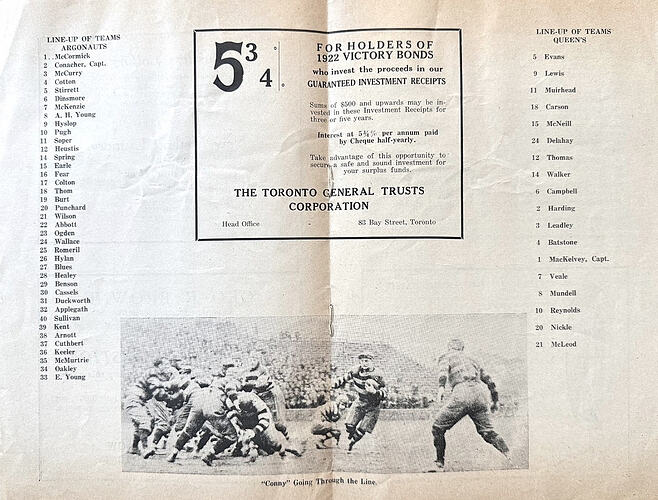 LINE-UP OF TEAMS
ARGONAUTS
1 . . McCormick
2 Conacher, Capt.
3 McCurry
4 Cotton
5 Stirrett
6 Dinsmore
7 McKenzie
8 A. H. Young
9 Hyslop
10 Pugh
11 Soper
12 Heustis
14 Spring
15 Earle
16 Fear
17 Colton
18 Thom
19 Burt
20 Punchard
21 Wilson
22 Abbott
23 Ogden
24 Wallace
25 Romeril
26 Hylan
27 Blues
28 Healey
29 Benson
30 Cassels
31 Duckworth
32 Applegath
40 Sullivan
39 Kent
38 Arnott
37 Cuthbert
36 Keeler
35 McMurtrie
34 Oakley
33 E. Young
5 3/4 %
FOR HOLDERS OF
1922 VICTORY BONDS
who invest the proceeds in our
GUARANTEED INVESTMENT RECEIPTS
Sums of $500 and upwards may be in-
vested in these Investment Receipts for
three or five years.
Interest at 5¾% per annum paid
by Cheque half-yearly.
Take advantage of this opportunity to
secure a safe and sound investment for
your surplus funds.
THE TORONTO GENERAL TRUSTS
CORPORATION
Head Office - 83 Bay Street, Toronto
LINE-UP OF TEAMS
QUEEN'S
5 Evans
9 Lewis
11 Muirhead
18 Carson
15 McNeill
24 Delahay
12 Thomas
14 Walker
6 Campbell
2 Harding
3 Leadley
4 Batstone
1 MacKelvey, Capt.
7 Veale
8 Mundell
10 Reynolds
20 Nickle
21 McLeod
"Conny" Going Through the Line.